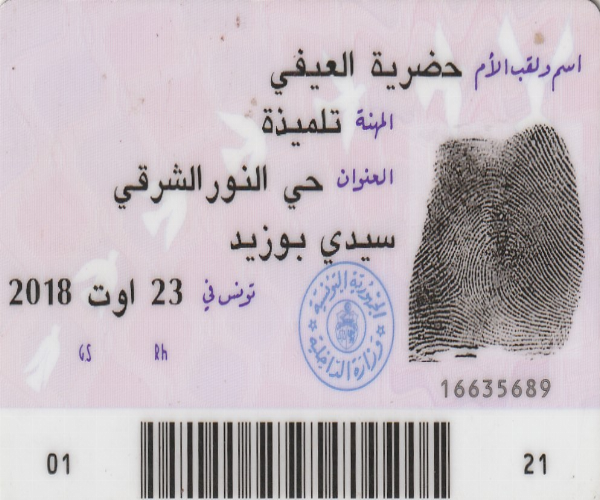 اسم ولقب الأم حضرية العيفي
المهنة تلميذة
العنوان حي النور الشرقي
سيدي بوزيد
تونس في 23 اوت 2018
GS Rh
الجمهورية التونسية
وزارة الداخلية
16635689
01 21